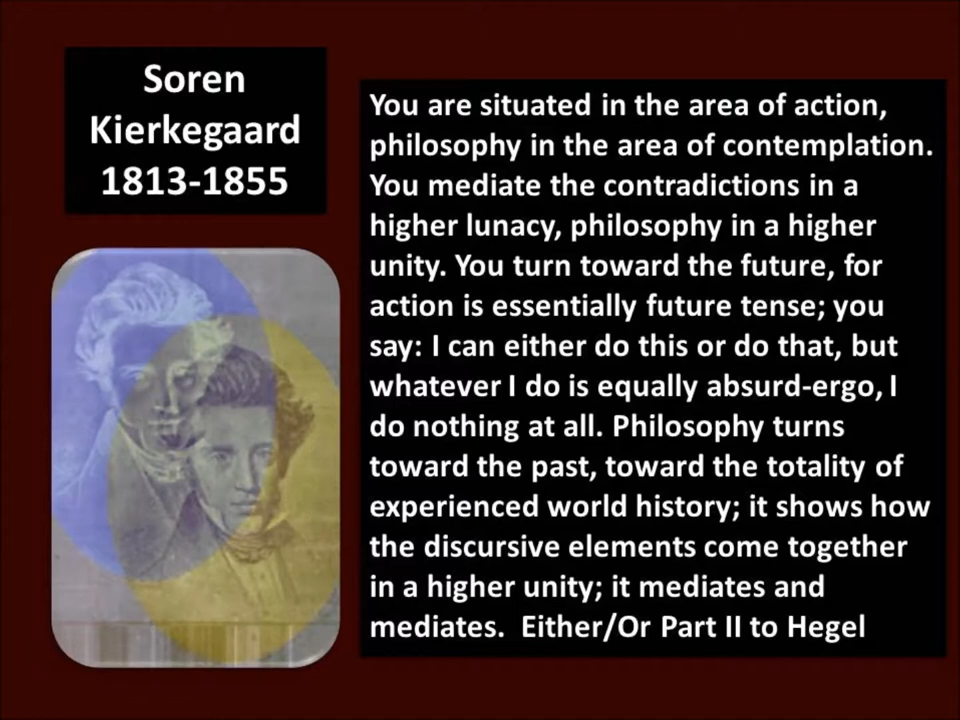 Soren
Kierkegaard
1813-1855
You are situated in the area of action,
philosophy in the area of contemplation.
You mediate the contradictions in a
higher lunacy, philosophy in a higher
unity. You turn toward the future, for
action is essentially future tense; you
say: I can either do this or do that, but
whatever I do is equally absurd-ergo, I
do nothing at all. Philosophy turns
toward the past, toward the totality of
experienced world history; it shows how
the discursive elements come together
in a higher unity; it mediates and
mediates.  Either/Or Part II to Hegel